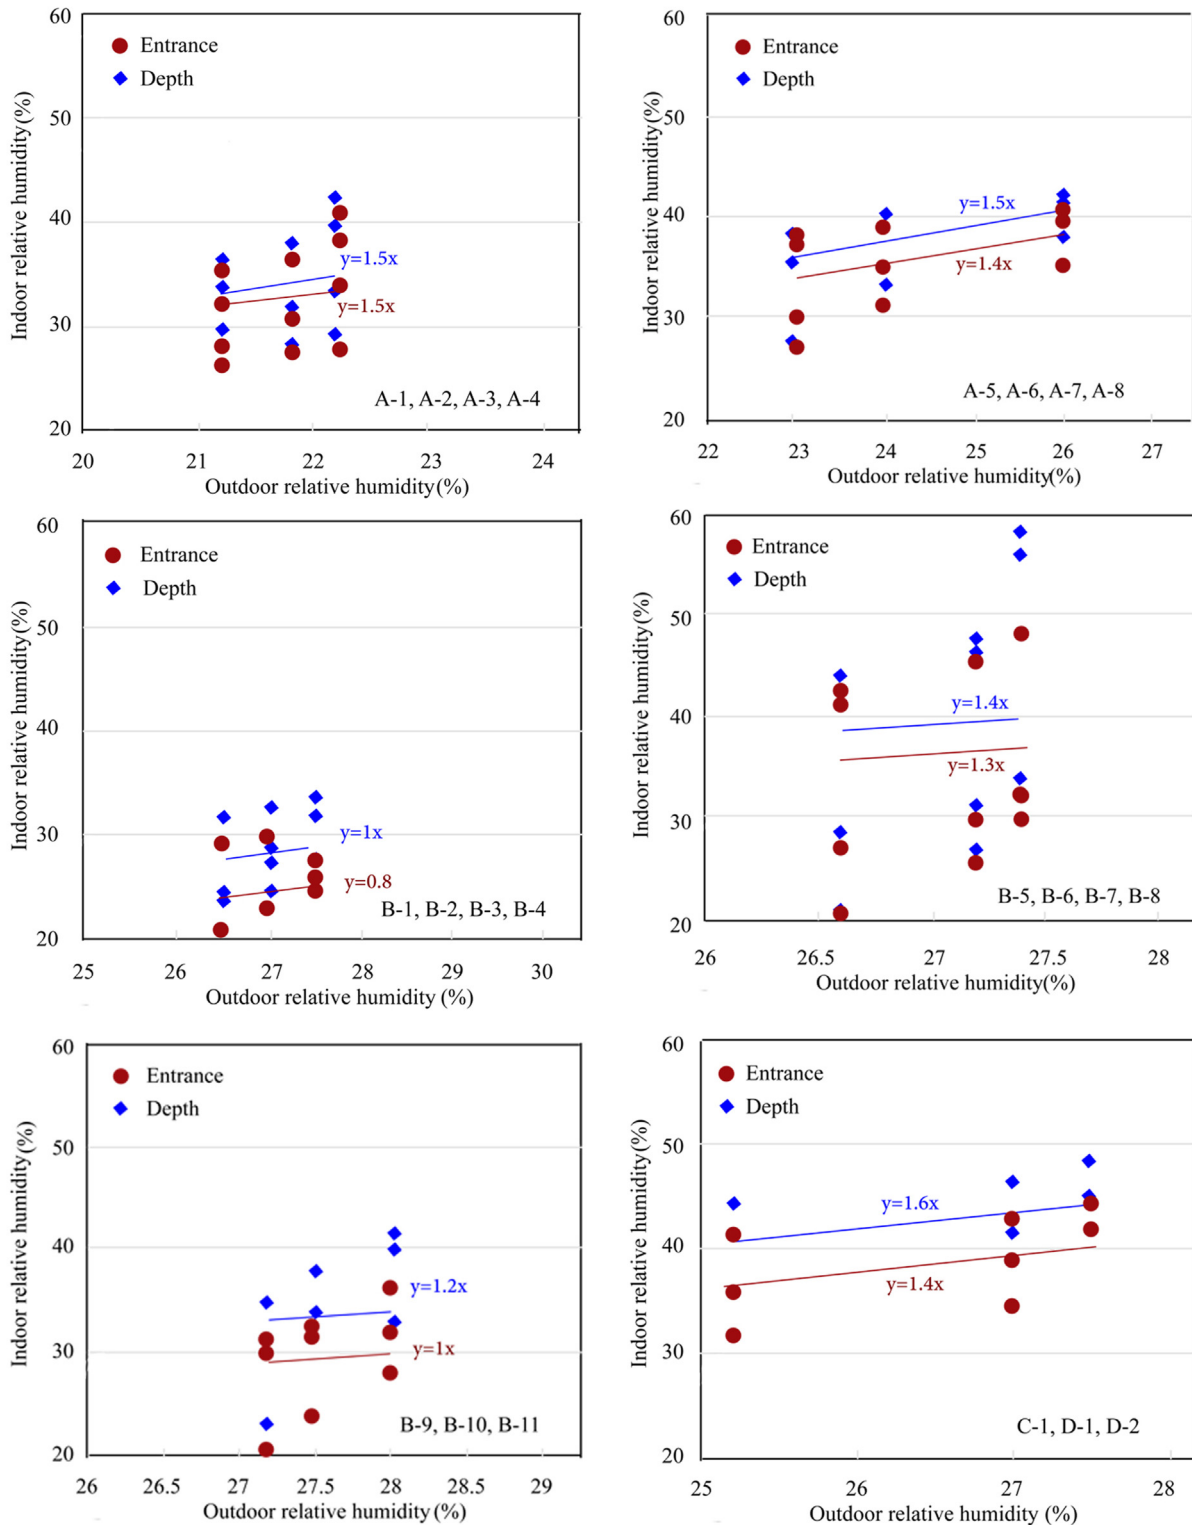 60
Entrance
Depth
50
40
30
20
y=1.5x
y=1.5x
A-1, A-2, A-3, A-4
20 21 22 23 24
Outdoor relative humidity(%)
Indoor relative humidity(%)
60
Entrance
Depth
50
40
30
20
y=1.5x
y=1.4x
A-5, A-6, A-7, A-8
22 23 24 25 26 27
Outdoor relative humidity(%)
Indoor relative humidity(%)
60
Entrance
Depth
50
40
30
20
y=1x
y=0.8
B-1, B-2, B-3, B-4
25 26 27 28 29 30
Outdoor relative humidity (%)
Indoor relative humidity(%)
60
Entrance
Depth
50
40
30
20
y=1.4x
y=1.3x
B-5, B-6, B-7, B-8
26 26.5 27 27.5 28
Outdoor relative humidity(%)
Indoor relative humidity(%)
60
Entrance
Depth
50
40
30
20
y=1.2x
y=1x
B-9, B-10, B-11
26 26.5 27 27.5 28 28.5 29
Outdoor relative humidity (%)
Indoor relative humidity(%)
60
Entrance
Depth
50
40
30
20
y=1.6x
y=1.4x
C-1, D-1, D-2
25 26 27 28
Outdoor relative humidity (%)
Indoor relative humidity(%)